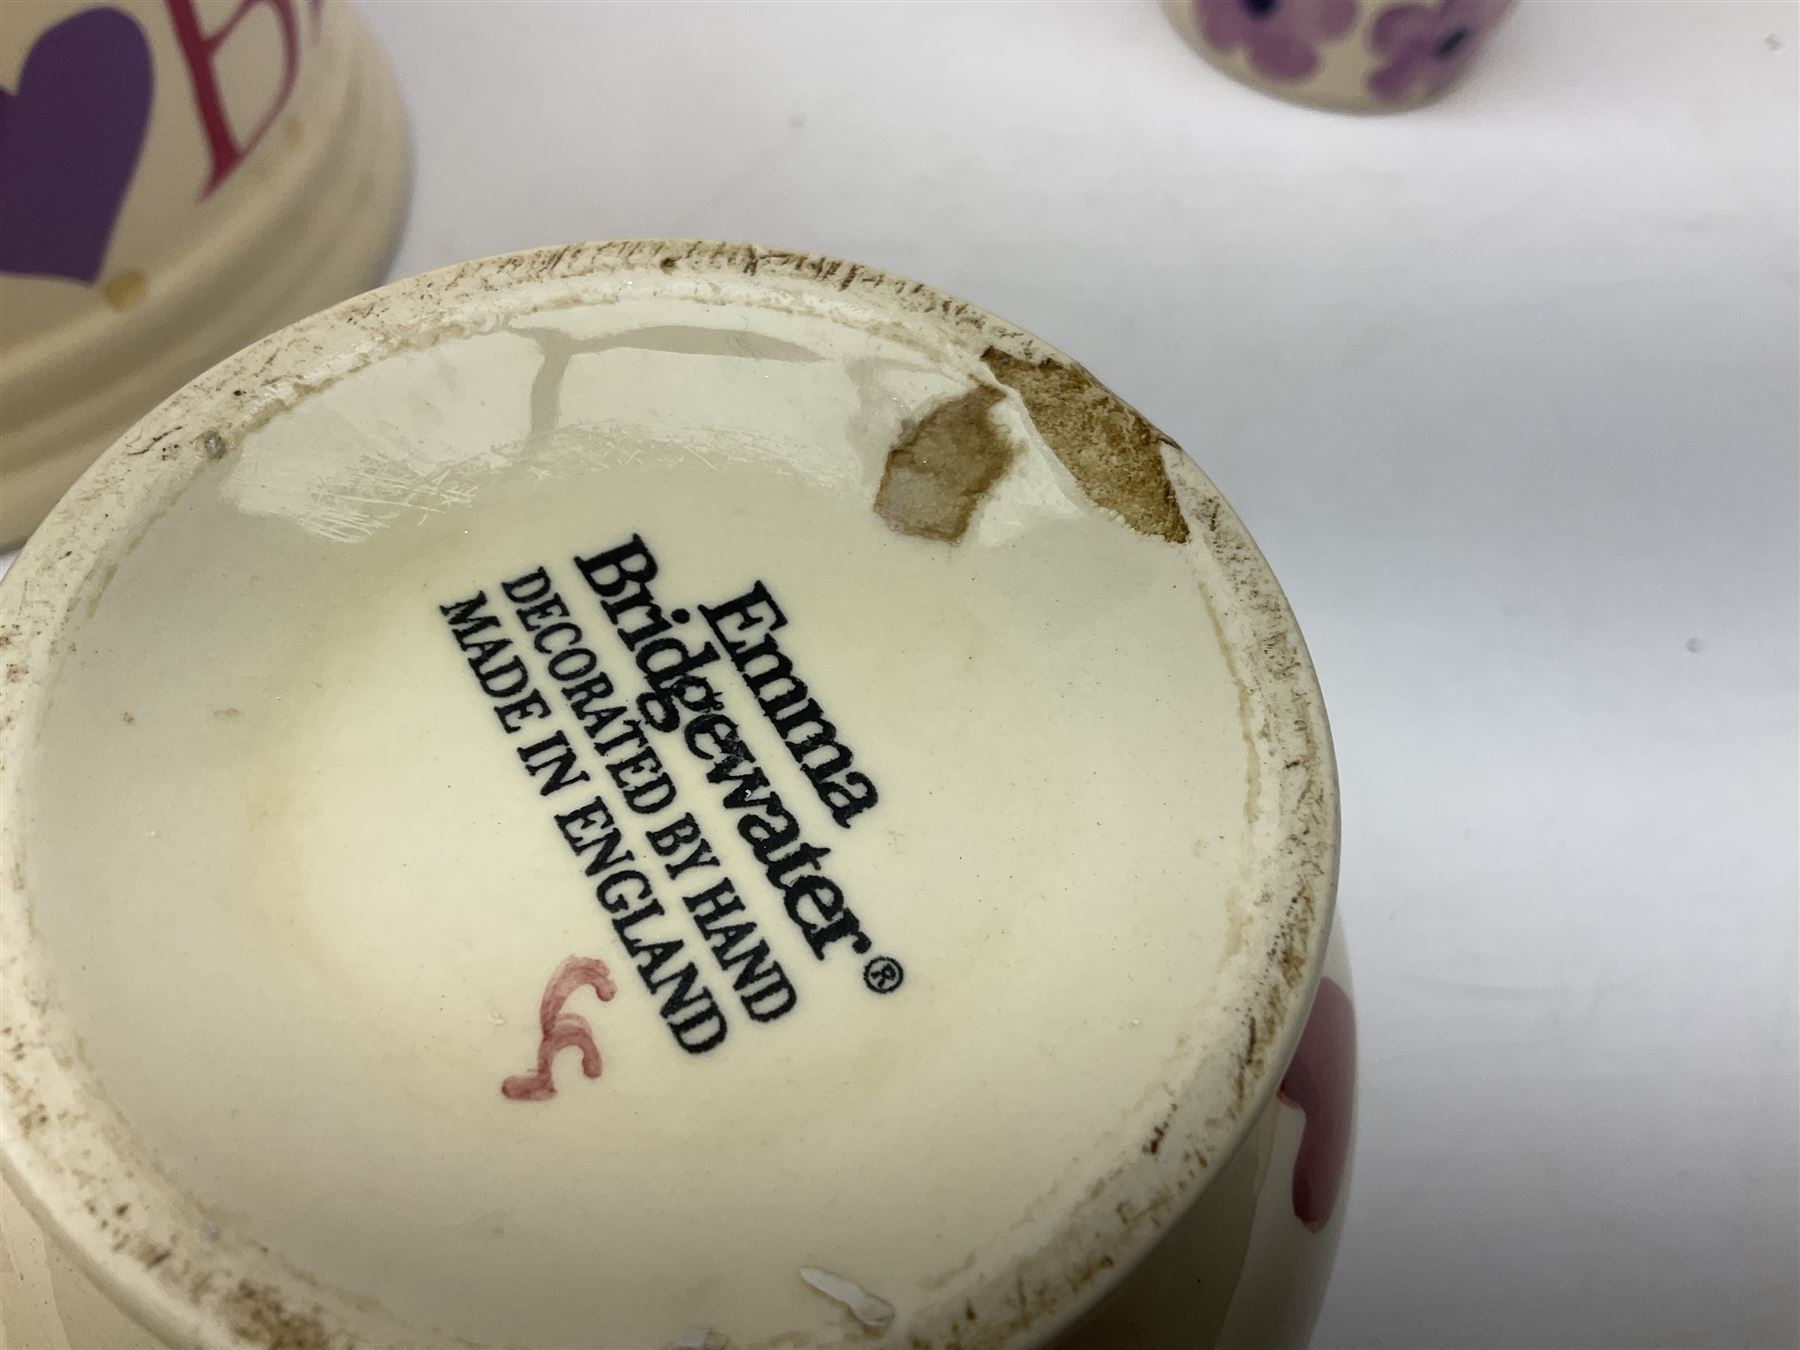 Emma
Bridgewater®
DECORATED BY HAND
MADE IN ENGLAND